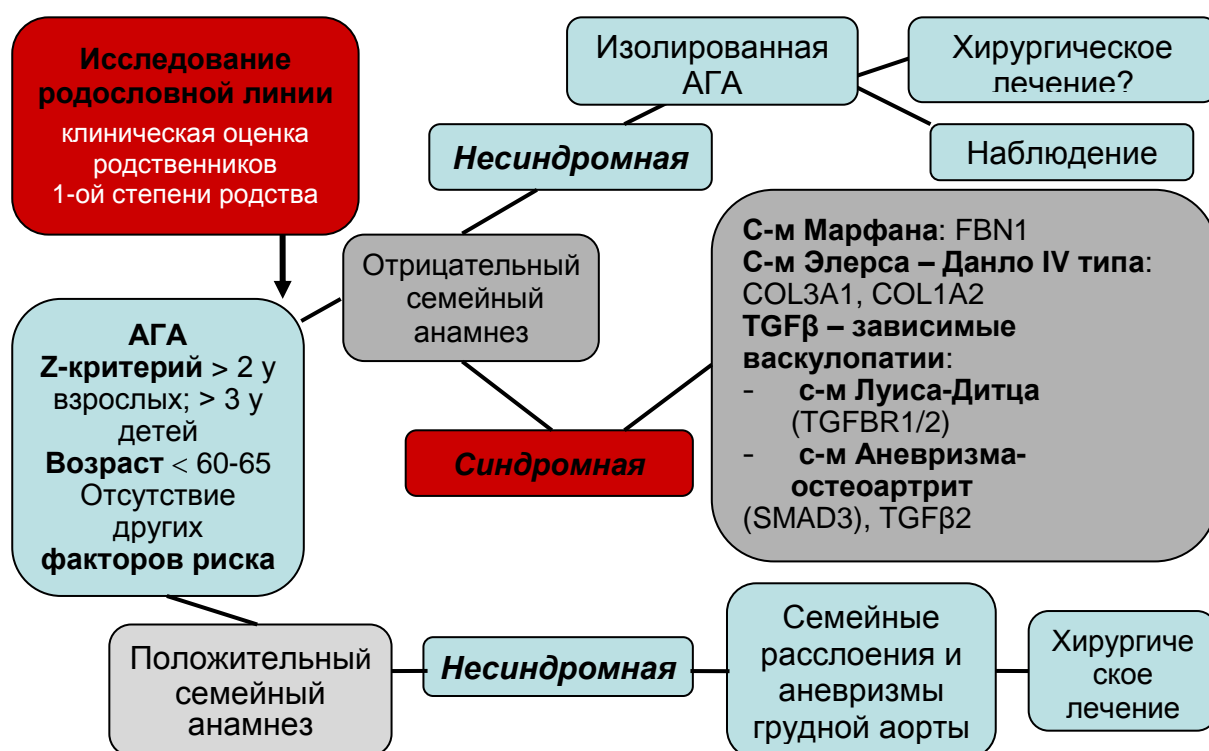 Исследование
родословной линии
клиническая оценка
родственников
1-ой степени родства
Изолированная
АГА
Хирургическое
лечение?
Наблюдение
Несиндромная
Отрицательный
семейный
анамнез
Синдромная
С-м Марфана: FBN1
С-м Элерса – Данло IV типа:
COL3A1, COL1A2
TGFβ – зависимые
васкулопатии:
- с-м Луиса-Дитца
(TGFBR1/2)
- с-м Аневризма-
остеоартрит
(SMAD3), TGFβ2
АГА
Z-критерий > 2 у
взрослых; > 3 у
детей
Возраст < 60-65
Отсутствие
других
факторов риска
Положительный
семейный
анамнез
Несиндромная
Семейные
расслоения и
аневризмы
грудной аорты
Хирургиче
ское
лечение